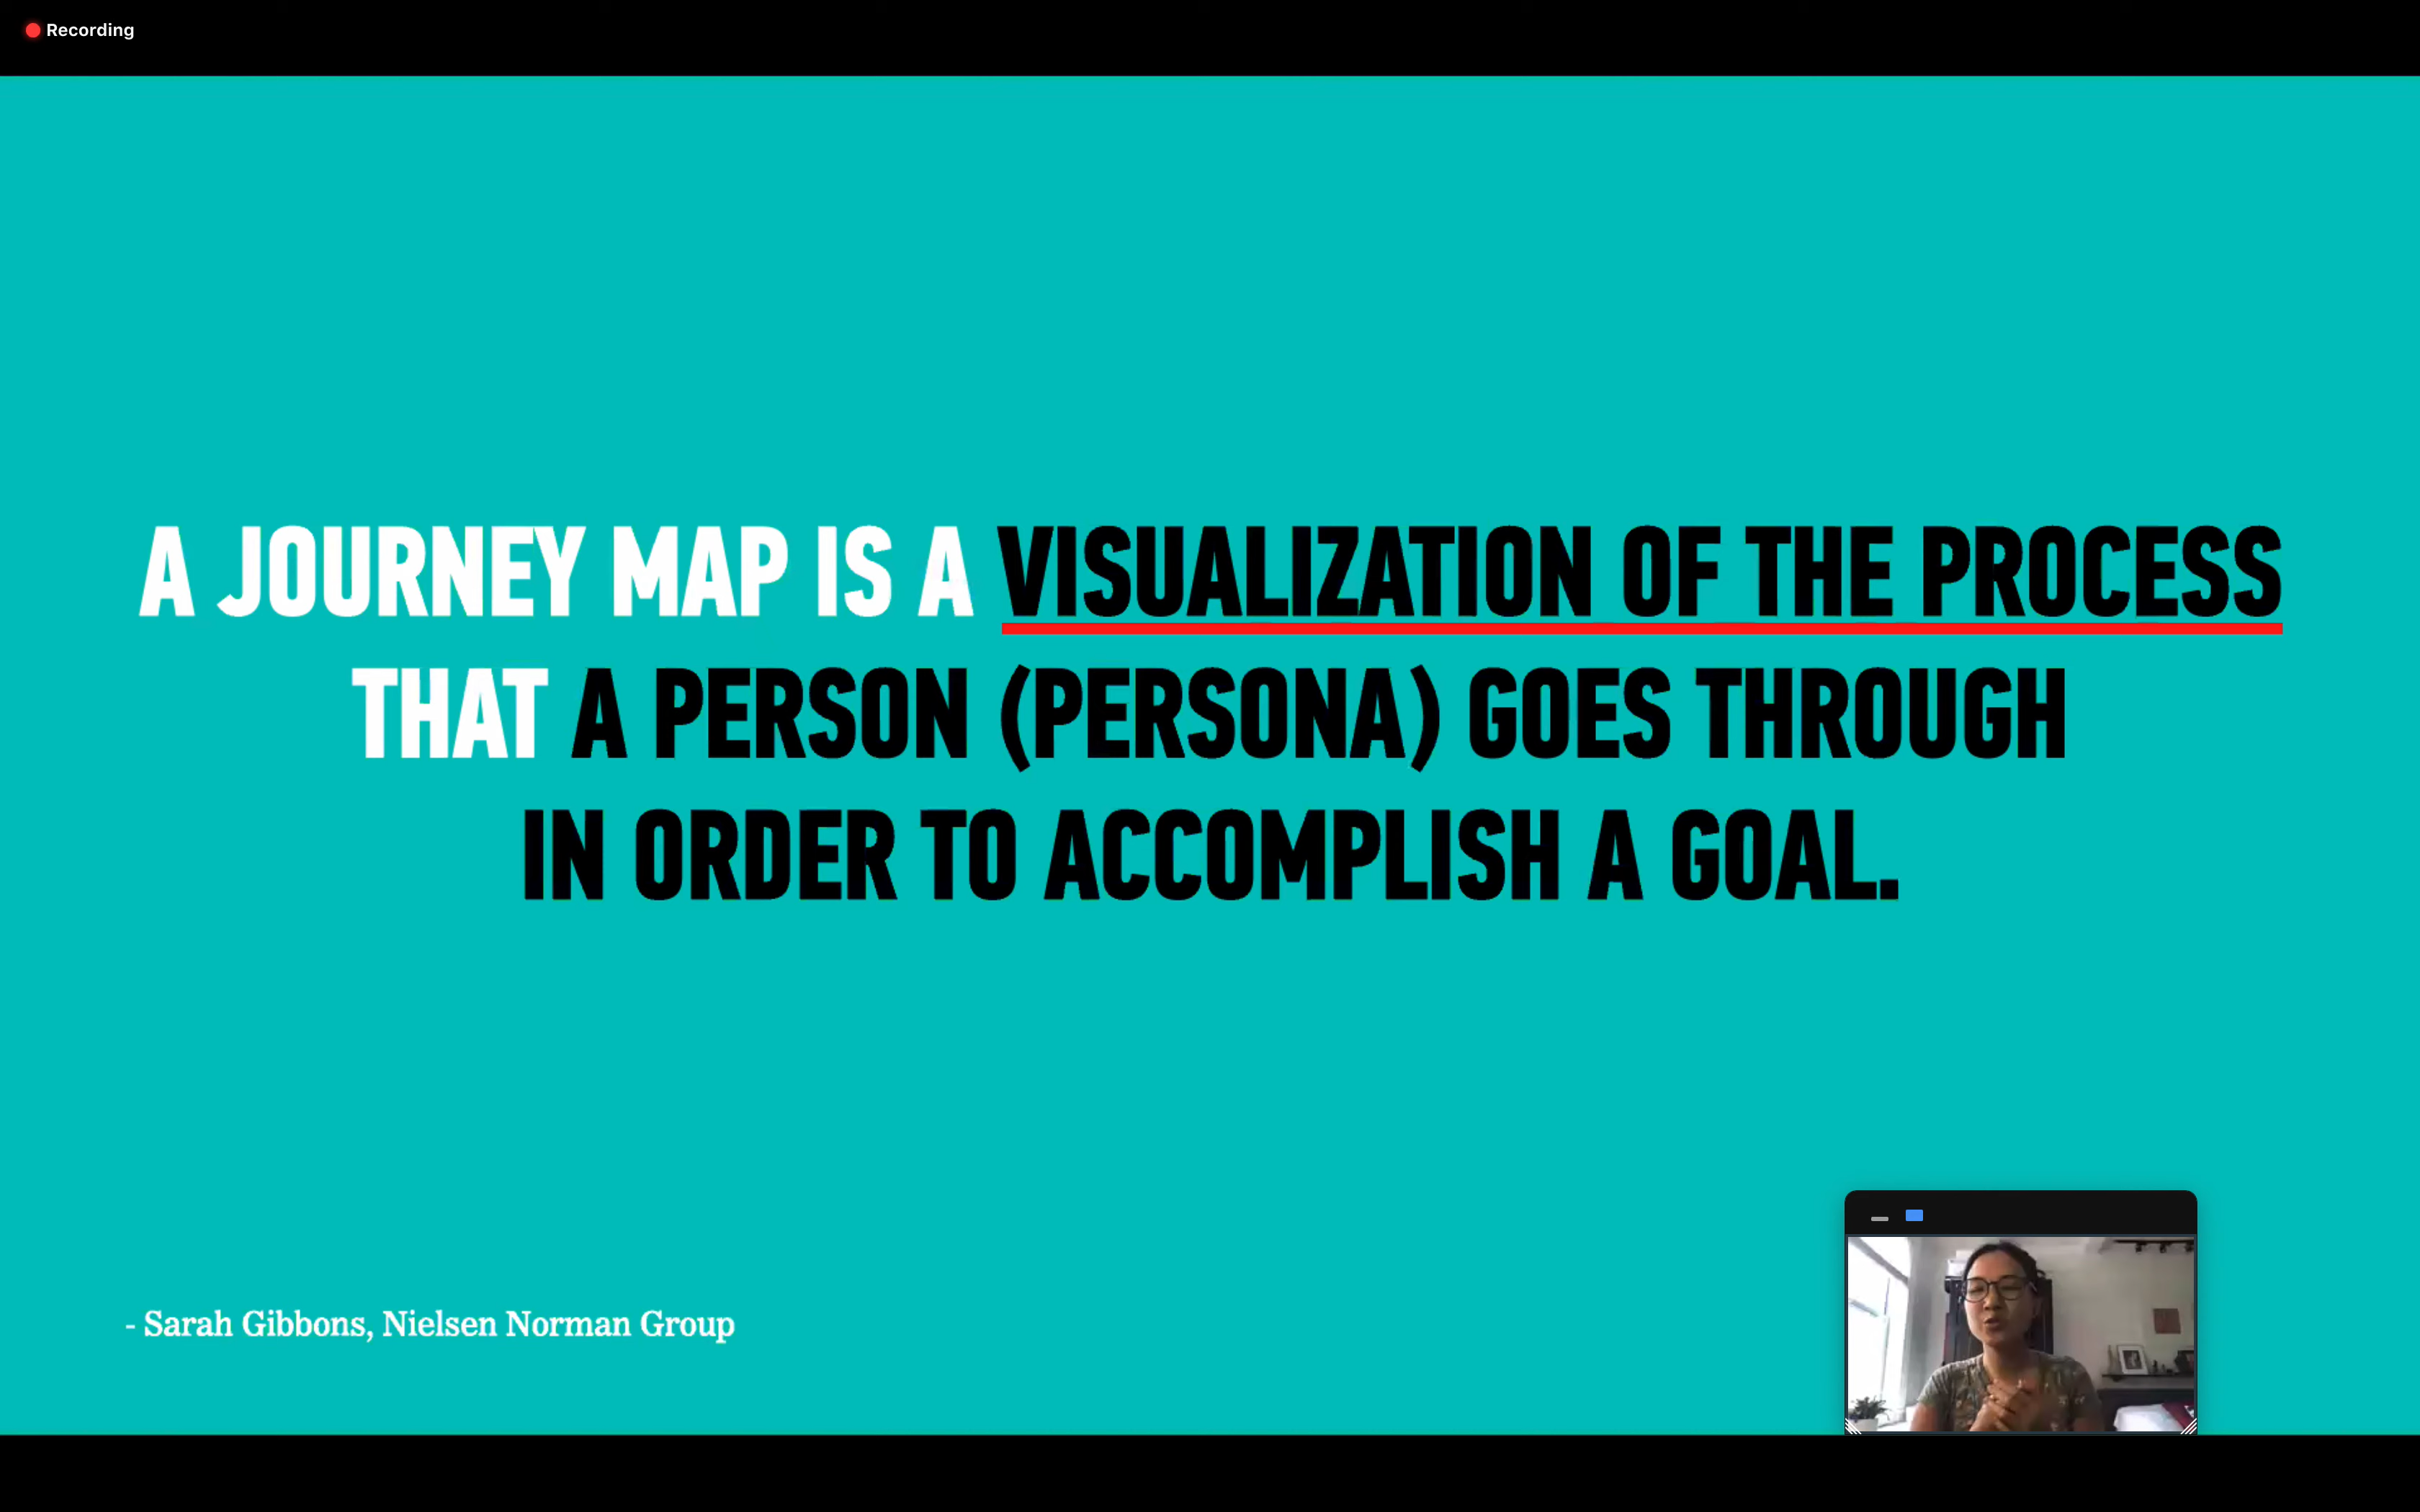 Recording
A JOURNEY MAP IS A VISUALIZATION OF THE PROCESS
THAT A PERSON (PERSONA) GOES THROUGH
IN ORDER TO ACCOMPLISH A GOAL.
- Sarah Gibbons, Nielsen Norman Group